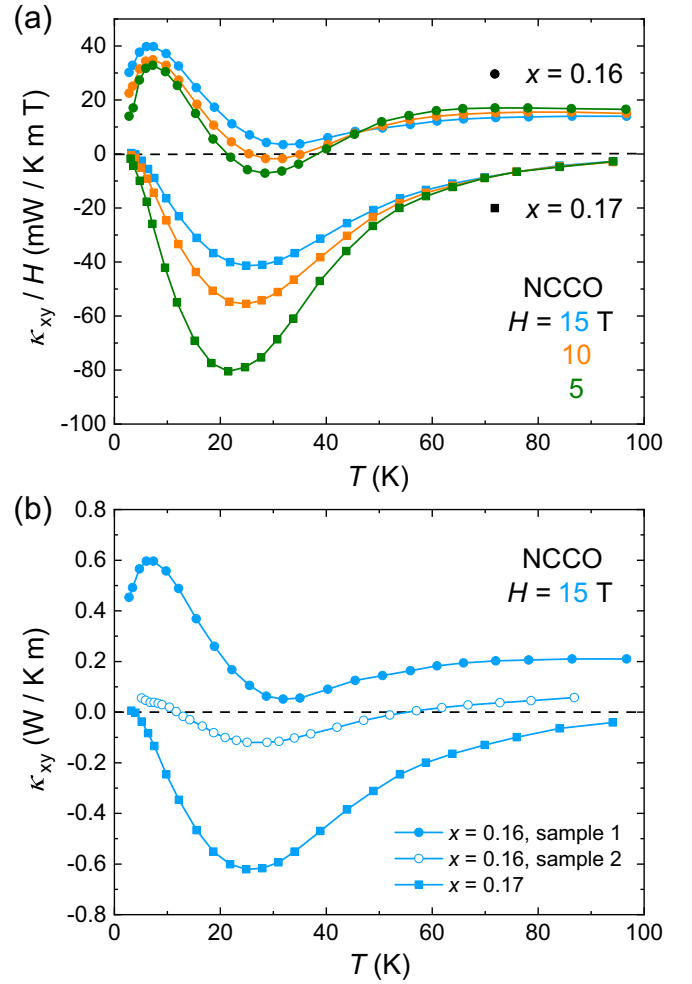 (a)
40
20
0
-20
-40
-60
-80
-100
κxy / H (mW / K m T)
x = 0.16
x = 0.17
NCCO
H = 15 T
10
5
0 20 40 60 80 100
T (K)
(b)
0.8
0.6
0.4
0.2
0.0
-0.2
-0.4
-0.6
-0.8
κxy (W / K m)
NCCO
H = 15 T
x = 0.16, sample 1
x = 0.16, sample 2
x = 0.17
0 20 40 60 80 100
T (K)